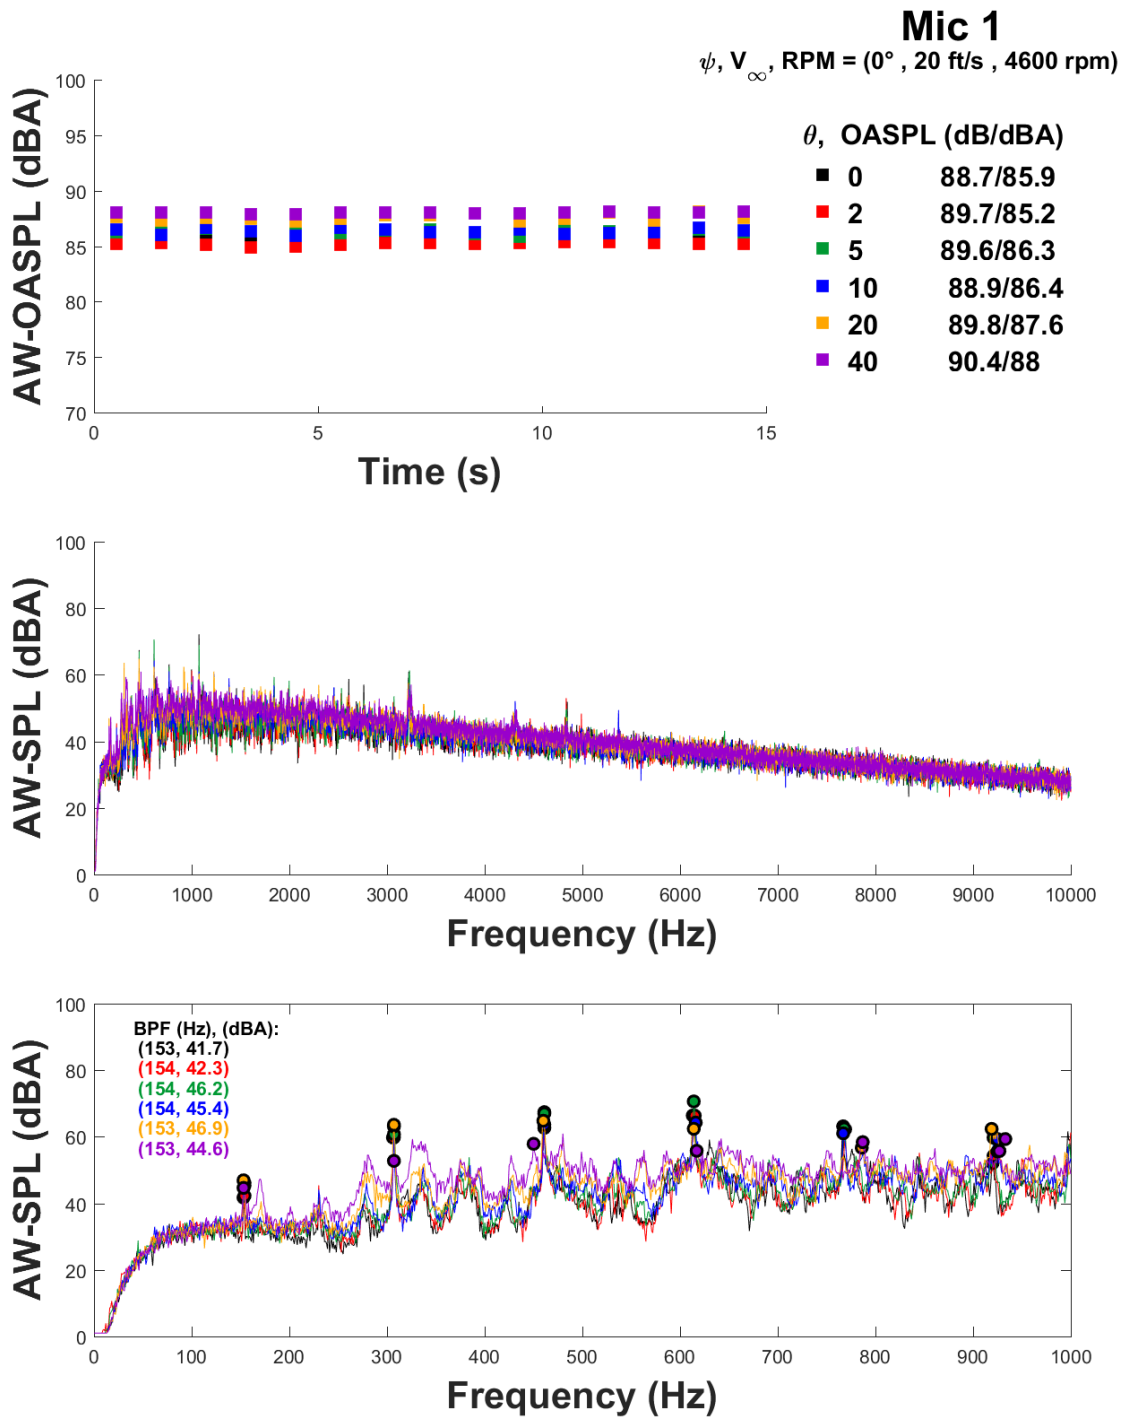 Mic 1
ψ, V∞, RPM = (0° , 20 ft/s , 4600 rpm)
θ, OASPL (dB/dBA)
0 88.7/85.9
2 89.7/85.2
5 89.6/86.3
10 88.9/86.4
20 89.8/87.6
40 90.4/88
AW-OASPL (dBA)
100
95
90
85
80
75
70
0 5 10 15
Time (s)
AW-SPL (dBA)
100
80
60
40
20
0
0 1000 2000 3000 4000 5000 6000 7000 8000 9000 10000
Frequency (Hz)
AW-SPL (dBA)
100
80
60
40
20
0
BPF (Hz), (dBA):
(153, 41.7)
(154, 42.3)
(154, 46.2)
(154, 45.4)
(153, 46.9)
(153, 44.6)
0 100 200 300 400 500 600 700 800 900 1000
Frequency (Hz)